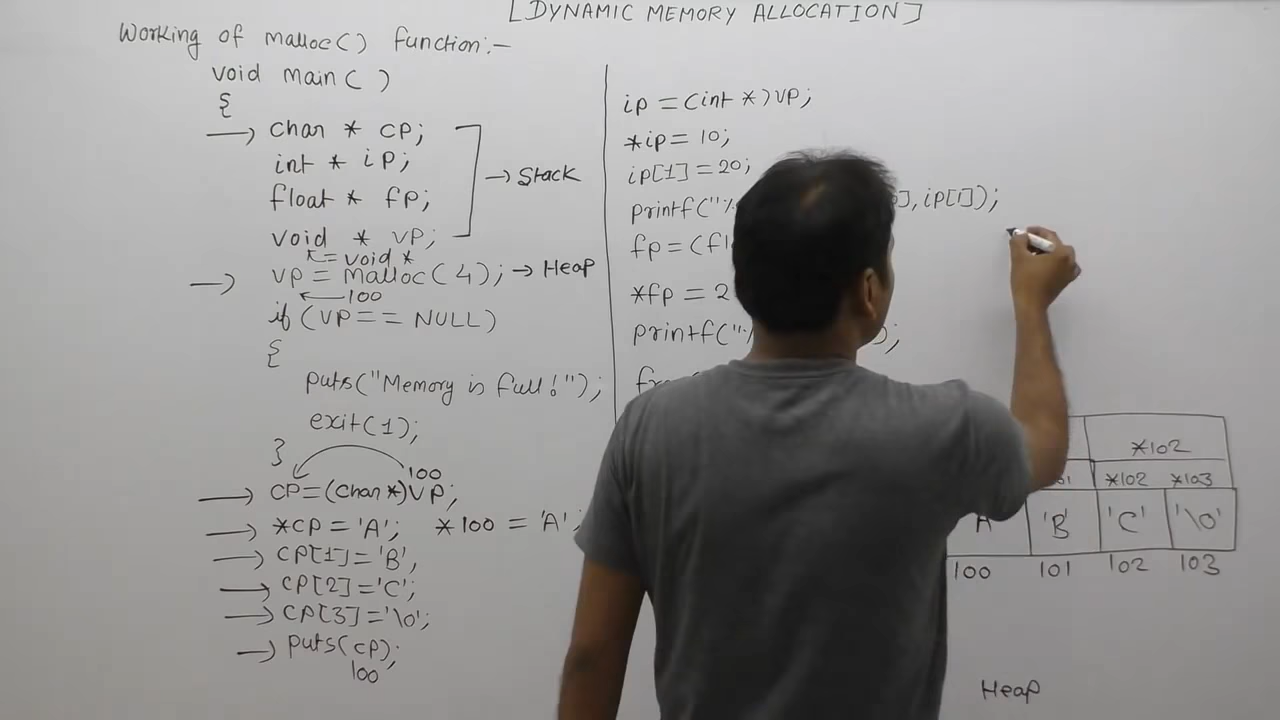 [DYNAMIC MEMORY ALLOCATION]
Working of malloc() function:-
void main( )
{
char * cp;
int * ip;
float * fp;
void * vp;
→ Stack
= void *
vp = malloc(4); → Heap
100
if (VP == NULL)
{
puts("Memory is full!");
exit(1);
}
100
CP=(char*)VP;
*CP = 'A'; *100 = 'A';
CP[1]='B',
CP[2]='C';
CP[3]='\0';
puts(cp);
100
ip = (int *)VP;
*ip = 10;
ip[1] = 20;
printf("% ],ip[1]);
fp = (fl
*fp = 2
printf("% );
*102
*102 *103
A 'B' 'C' '\0'
100 101 102 103
Heap